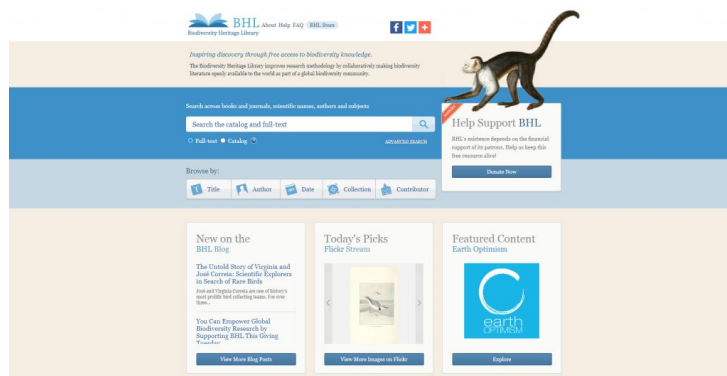 BHL
Biodiversity Heritage Library
About Help FAQ BHL Store
Inspiring discovery through free access to biodiversity knowledge.
The Biodiversity Heritage Library improves research methodology by collaboratively making biodiversity
literature openly available to the world as part of a global biodiversity community.
Search across books and journals, scientific names, authors and subjects
Search the catalog and full-text
Full-text Catalog
ADVANCED SEARCH
Help Support BHL
BHL's existence depends on the financial
support of its patrons. Help us keep this
free resource alive!
Donate Now
Browse by:
Title Author Date Collection Contributor
New on the
BHL Blog
The Untold Story of Virginia and
José Correia: Scientific Explorers
in Search of Rare Birds
José and Virginia Correia are one of history's
most prolific bird collecting teams. For over
three...
You Can Empower Global
Biodiversity Research by
Supporting BHL This Giving
Tuesday
View More Blog Posts
Today's Picks
Flickr Stream
View More Images on Flickr
Featured Content
Earth Optimism
earth
OPTIMISM
Explore